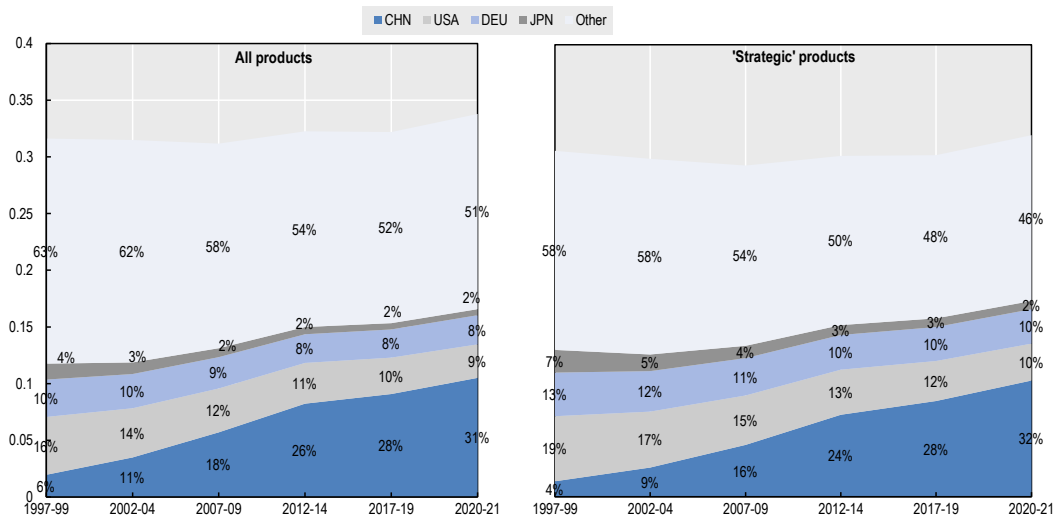 CHN USA DEU JPN Other
All products
0.4
0.35
0.3
0.25
0.2
0.15
0.1
0.05
0
63% 62% 58% 54% 52% 51%
4% 3% 2% 2% 2% 2%
10% 10% 9% 8% 8% 8%
16% 14% 12% 11% 10% 9%
6% 11% 18% 26% 28% 31%
1997-99 2002-04 2007-09 2012-14 2017-19 2020-21
'Strategic' products
58% 58% 54% 50% 48% 46%
7% 5% 4% 3% 3% 2%
13% 12% 11% 10% 10% 10%
19% 17% 15% 13% 12% 10%
4% 9% 16% 24% 28% 32%
1997-99 2002-04 2007-09 2012-14 2017-19 2020-21